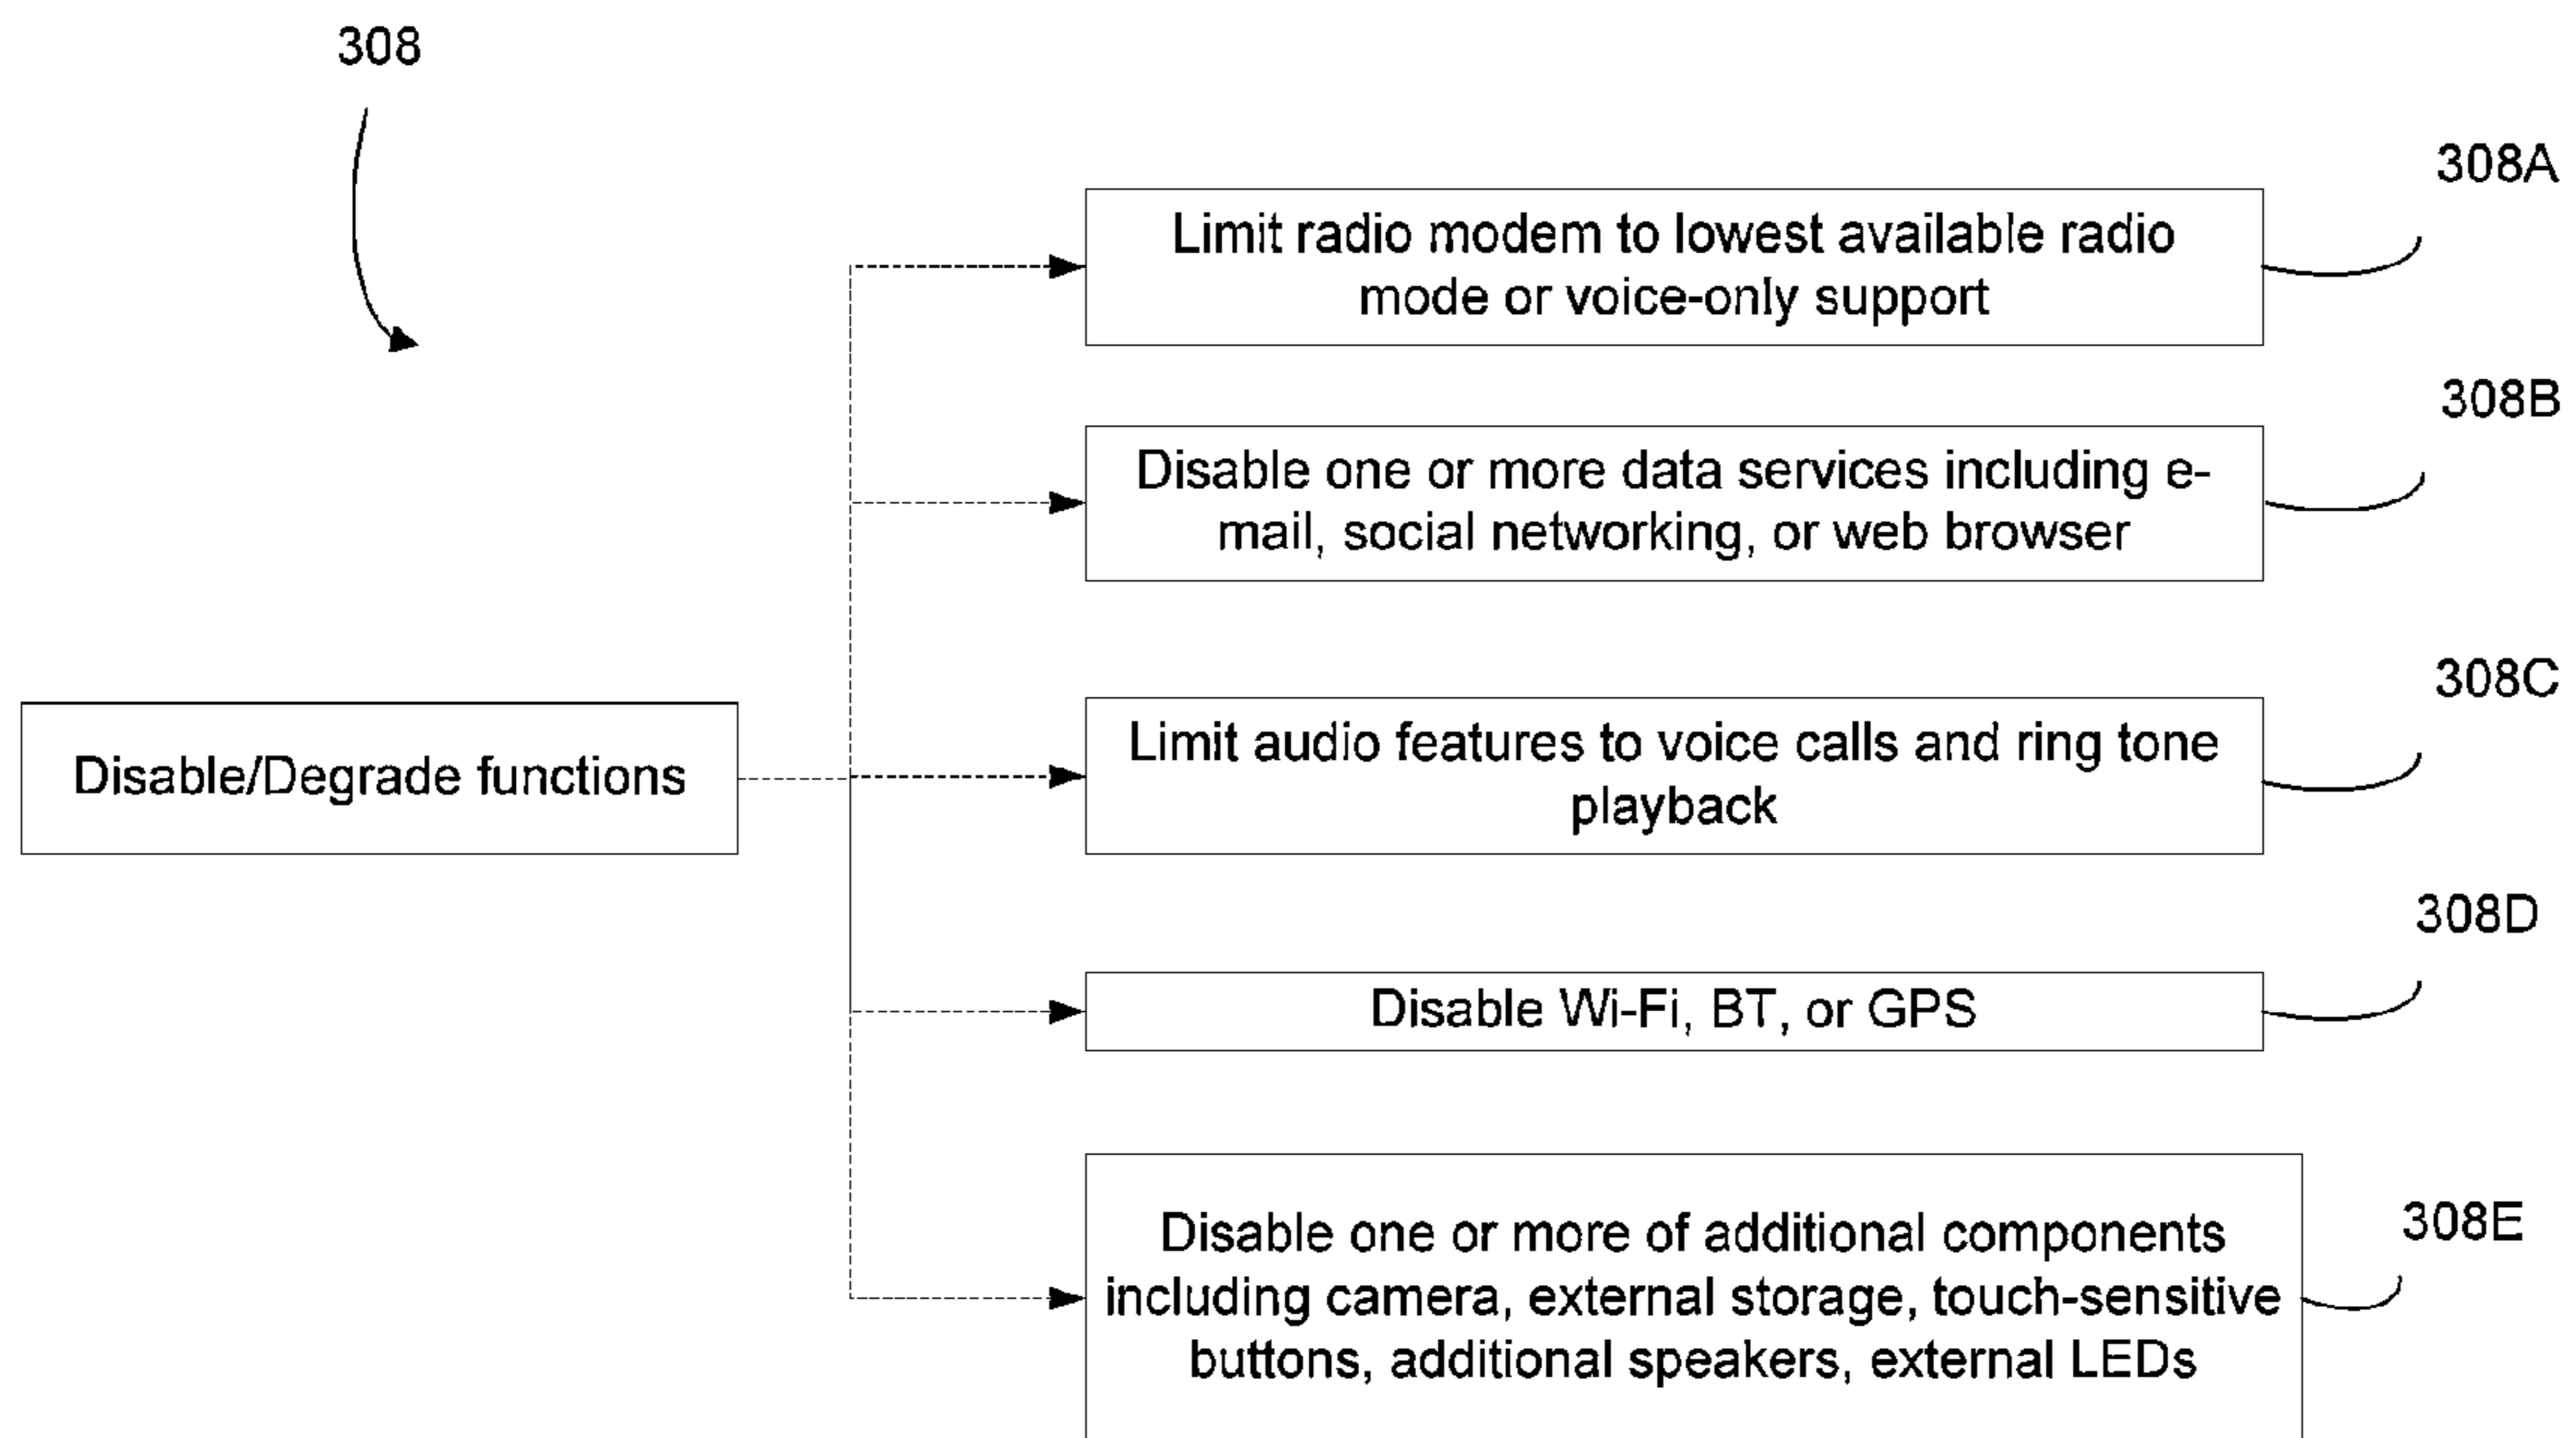 308
308A
Limit radio modem to lowest available radio
mode or voice-only support
308B
Disable one or more data services including e-
mail, social networking, or web browser
308C
Limit audio features to voice calls and ring tone
playback
Disable/Degrade functions
308D
Disable Wi-Fi, BT, or GPS
308E
Disable one or more of additional components
including camera, external storage, touch-sensitive
buttons, additional speakers, external LEDs